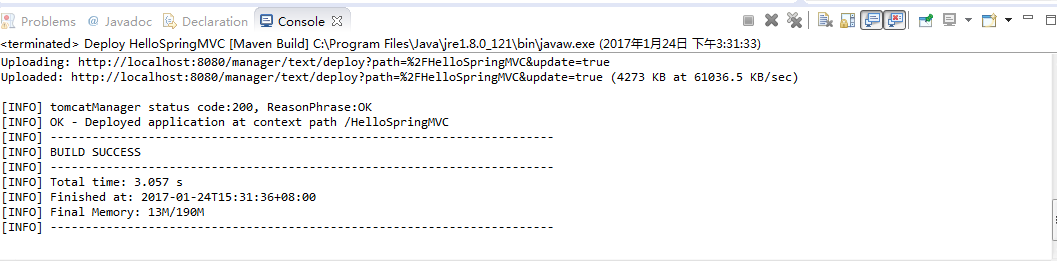 Problems @ Javadoc Declaration Console
<terminated> Deploy HelloSpringMVC [Maven Build] C:\Program Files\Java\jre1.8.0_121\bin\javaw.exe (2017年1月24日 下午3:31:33)
Uploading: http://localhost:8080/manager/text/deploy?path=%2FHelloSpringMVC&update=true
Uploaded: http://localhost:8080/manager/text/deploy?path=%2FHelloSpringMVC&update=true (4273 KB at 61036.5 KB/sec)
[INFO] tomcatManager status code:200, ReasonPhrase:OK
[INFO] OK - Deployed application at context path /HelloSpringMVC
[INFO] ------------------------------------------------------------------------
[INFO] BUILD SUCCESS
[INFO] ------------------------------------------------------------------------
[INFO] Total time: 3.057 s
[INFO] Finished at: 2017-01-24T15:31:36+08:00
[INFO] Final Memory: 13M/190M
[INFO] ------------------------------------------------------------------------